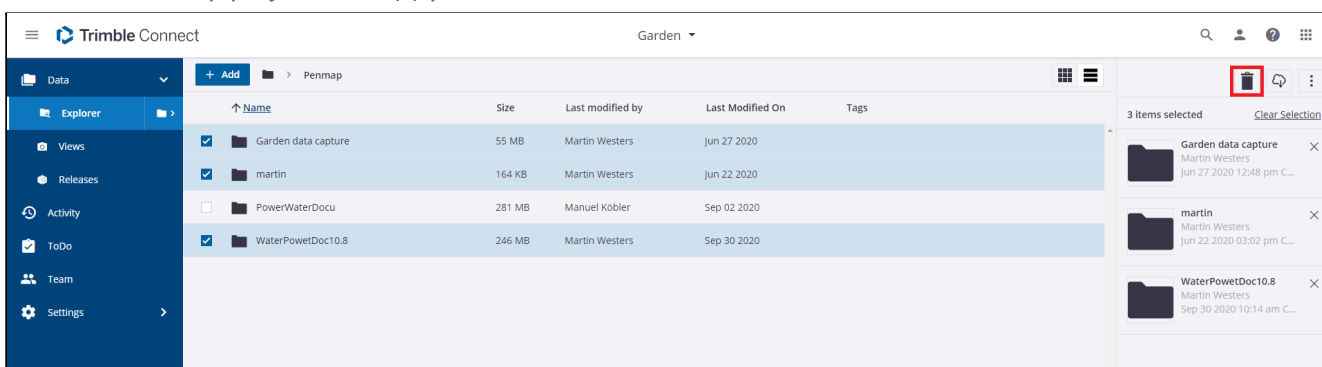 Trimble Connect
Garden
Data
+ Add > Penmap
Explorer
Name Size Last modified by Last Modified On Tags
3 items selected Clear Selection
Garden data capture 55 MB Martin Westers Jun 27 2020
Views
martin 164 KB Martin Westers Jun 22 2020
Releases
PowerWaterDocu 281 MB Manuel Köbler Sep 02 2020
Activity
WaterPowetDoc10.8 246 MB Martin Westers Sep 30 2020
ToDo
Team
Settings
Garden data capture
Martin Westers
Jun 27 2020 12:48 pm C...
martin
Martin Westers
Jun 22 2020 03:02 pm C...
WaterPowetDoc10.8
Martin Westers
Sep 30 2020 10:14 am C...